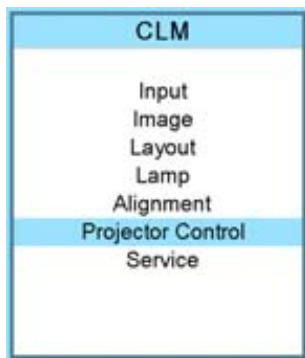 CLM
Input
Image
Layout
Lamp
Alignment
Projector Control
Service